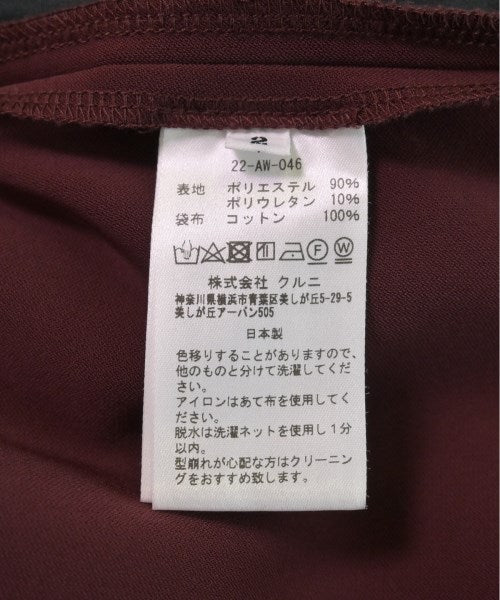 2
22-AW-046
表地 ポリエステル 90%
ポリウレタン 10%
袋布 コットン 100%
株式会社 クルニ
神奈川県横浜市青葉区美しが丘5-29-5
美しが丘アーバン505
日本製
色移りすることがありますので、
他のものと分けて洗濯してくだ
さい。
アイロンはあて布を使用してく
ださい。
脱水は洗濯ネットを使用し1分
以内。
型崩れが心配な方はクリーニン
グをおすすめ致します。